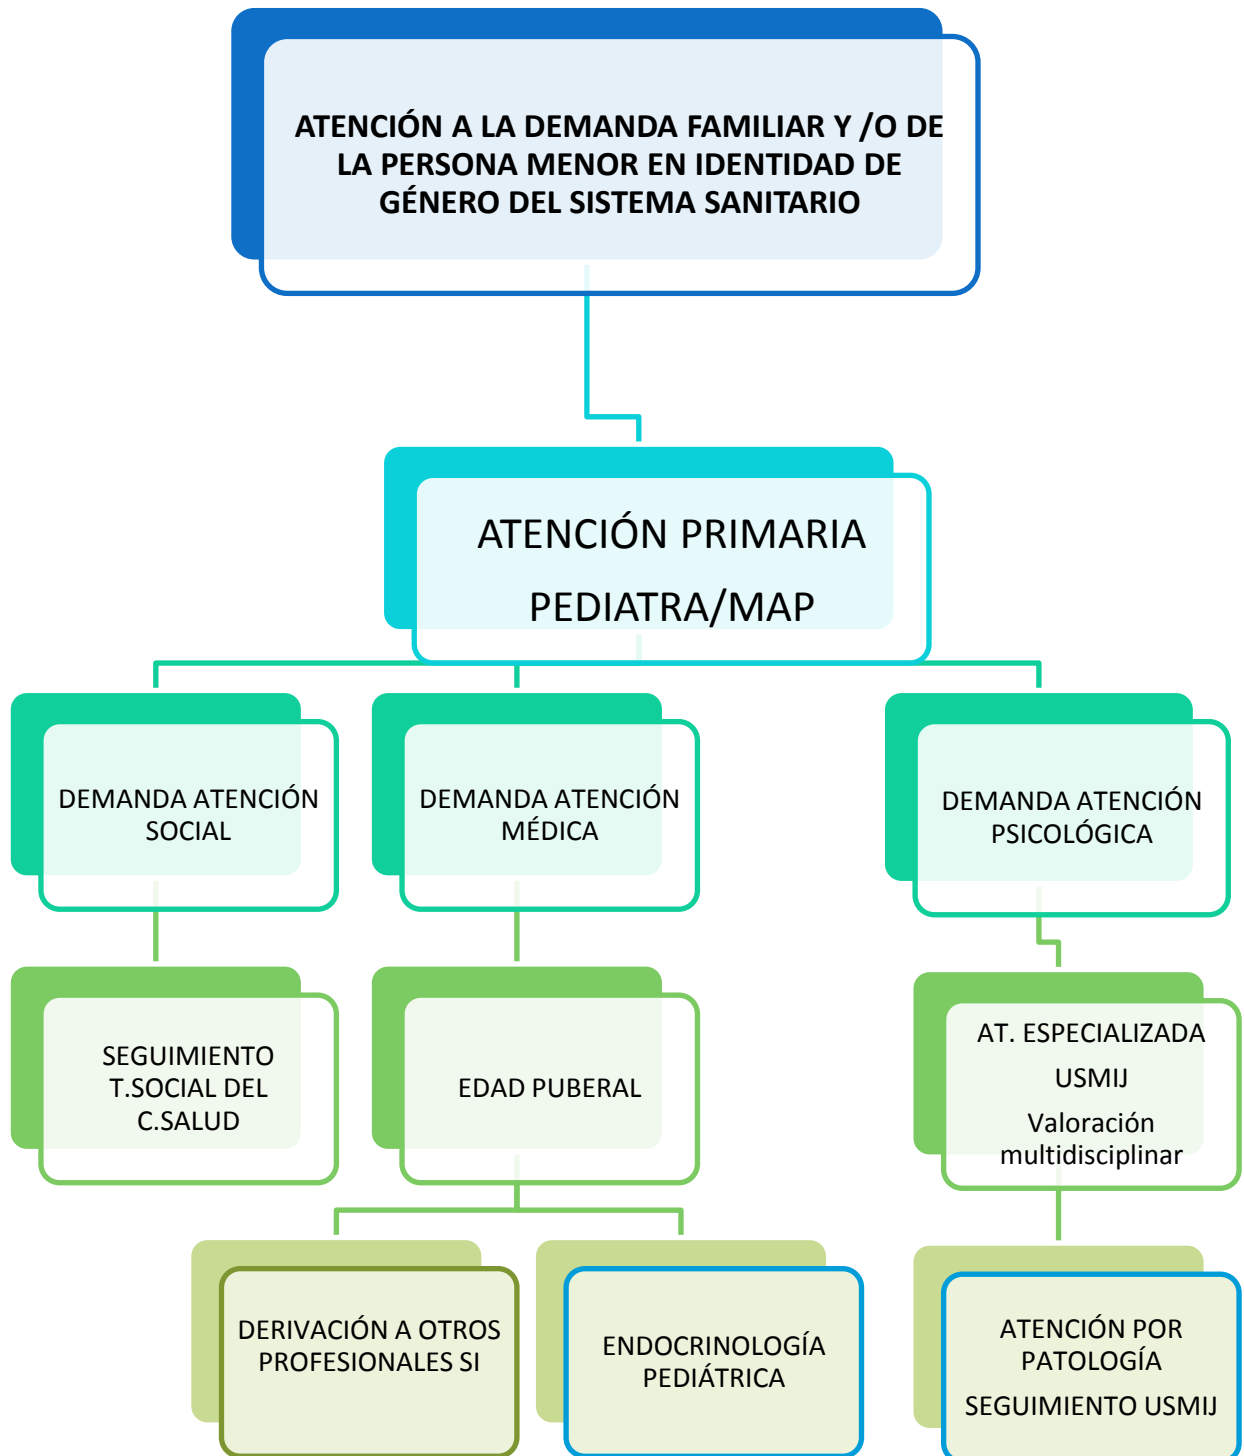 ATENCIÓN A LA DEMANDA FAMILIAR Y /O DE
LA PERSONA MENOR EN IDENTIDAD DE
GÉNERO DEL SISTEMA SANITARIO
ATENCIÓN PRIMARIA
PEDIATRA/MAP
DEMANDA ATENCIÓN
SOCIAL
DEMANDA ATENCIÓN
MÉDICA
DEMANDA ATENCIÓN
PSICOLÓGICA
SEGUIMIENTO
T.SOCIAL DEL
C.SALUD
EDAD PUBERAL
AT. ESPECIALIZADA
USMIJ
Valoración
multidisciplinar
DERIVACIÓN A OTROS
PROFESIONALES SI
ENDOCRINOLOGÍA
PEDIÁTRICA
ATENCIÓN POR
PATOLOGÍA
SEGUIMIENTO USMIJ